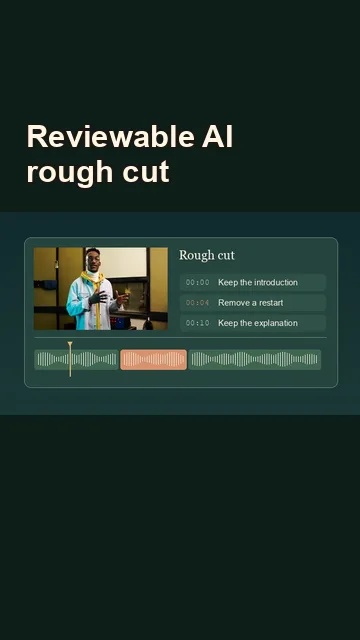 Reviewable AI
rough cut
Rough cut
00:00 Keep the introduction
00:04 Remove a restart
00:10 Keep the explanation